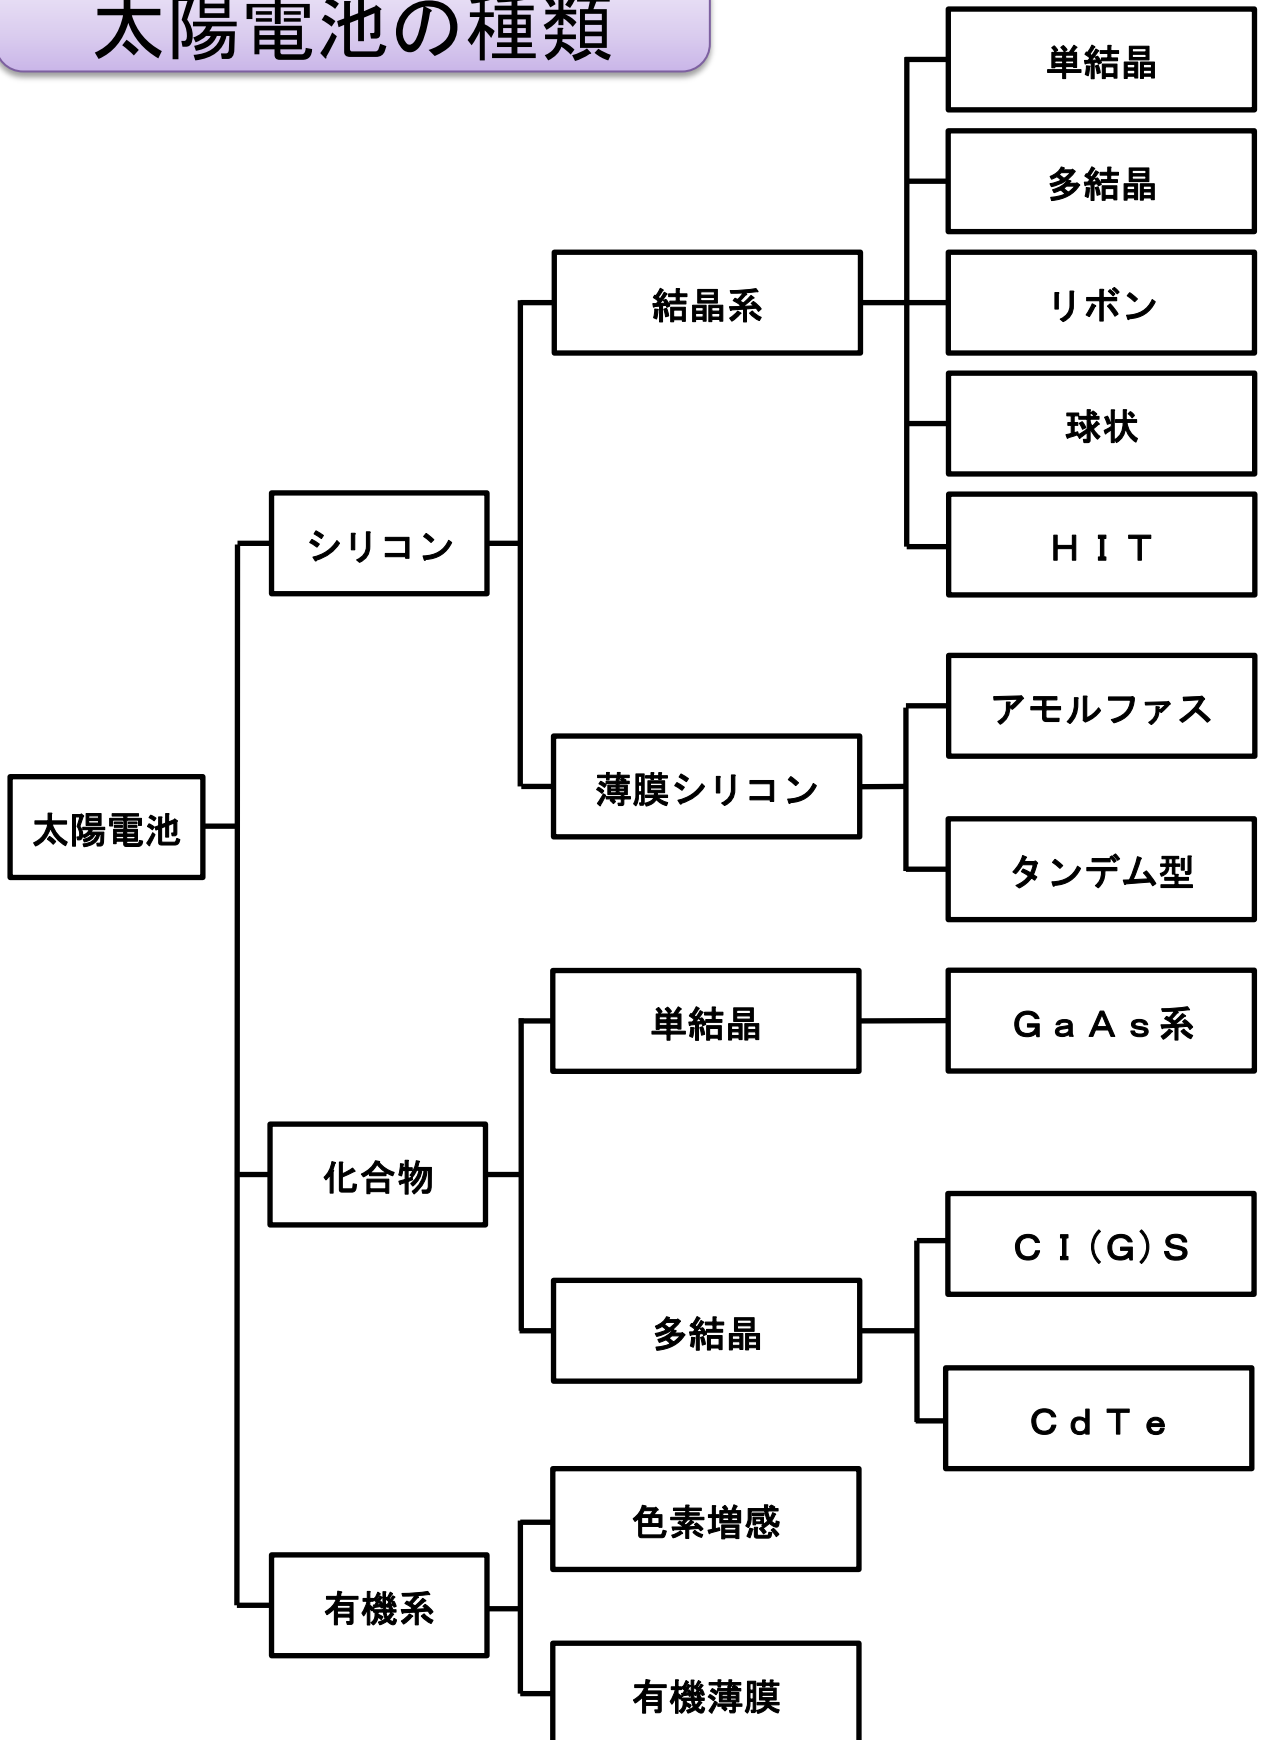 太陽電池の種類
単結晶
多結晶
リボン
球状
ＨＩＴ
結晶系
シリコン
アモルファス
タンデム型
薄膜シリコン
太陽電池
単結晶
ＧａＡｓ系
化合物
ＣＩ(Ｇ)Ｓ
多結晶
ＣｄＴｅ
色素増感
有機系
有機薄膜